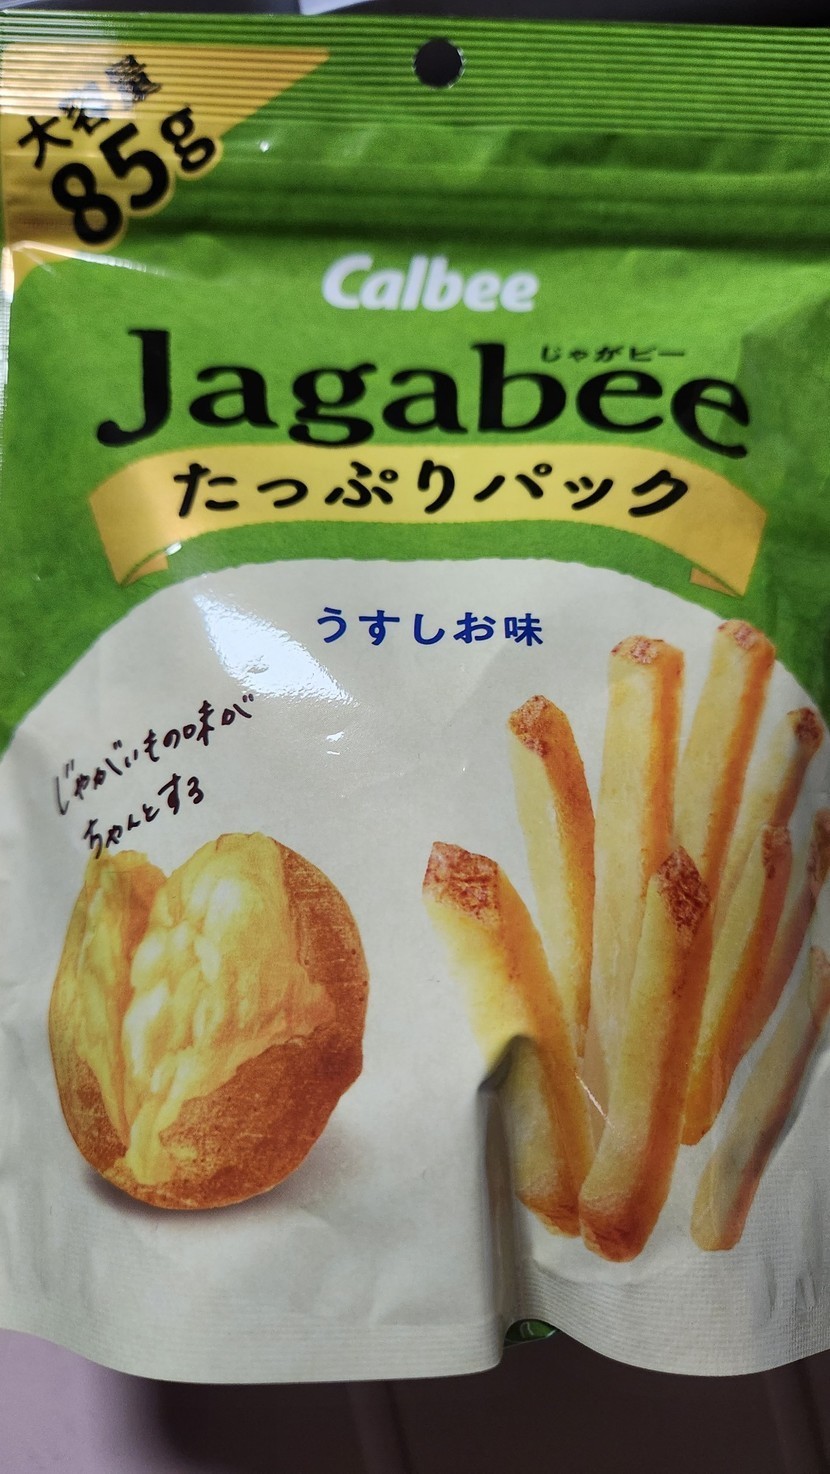 大容量
85g
Calbee
じゃがビー
Jagabee
たっぷりパック
うすしお味
じゃがいもの味が
ちゃんとする